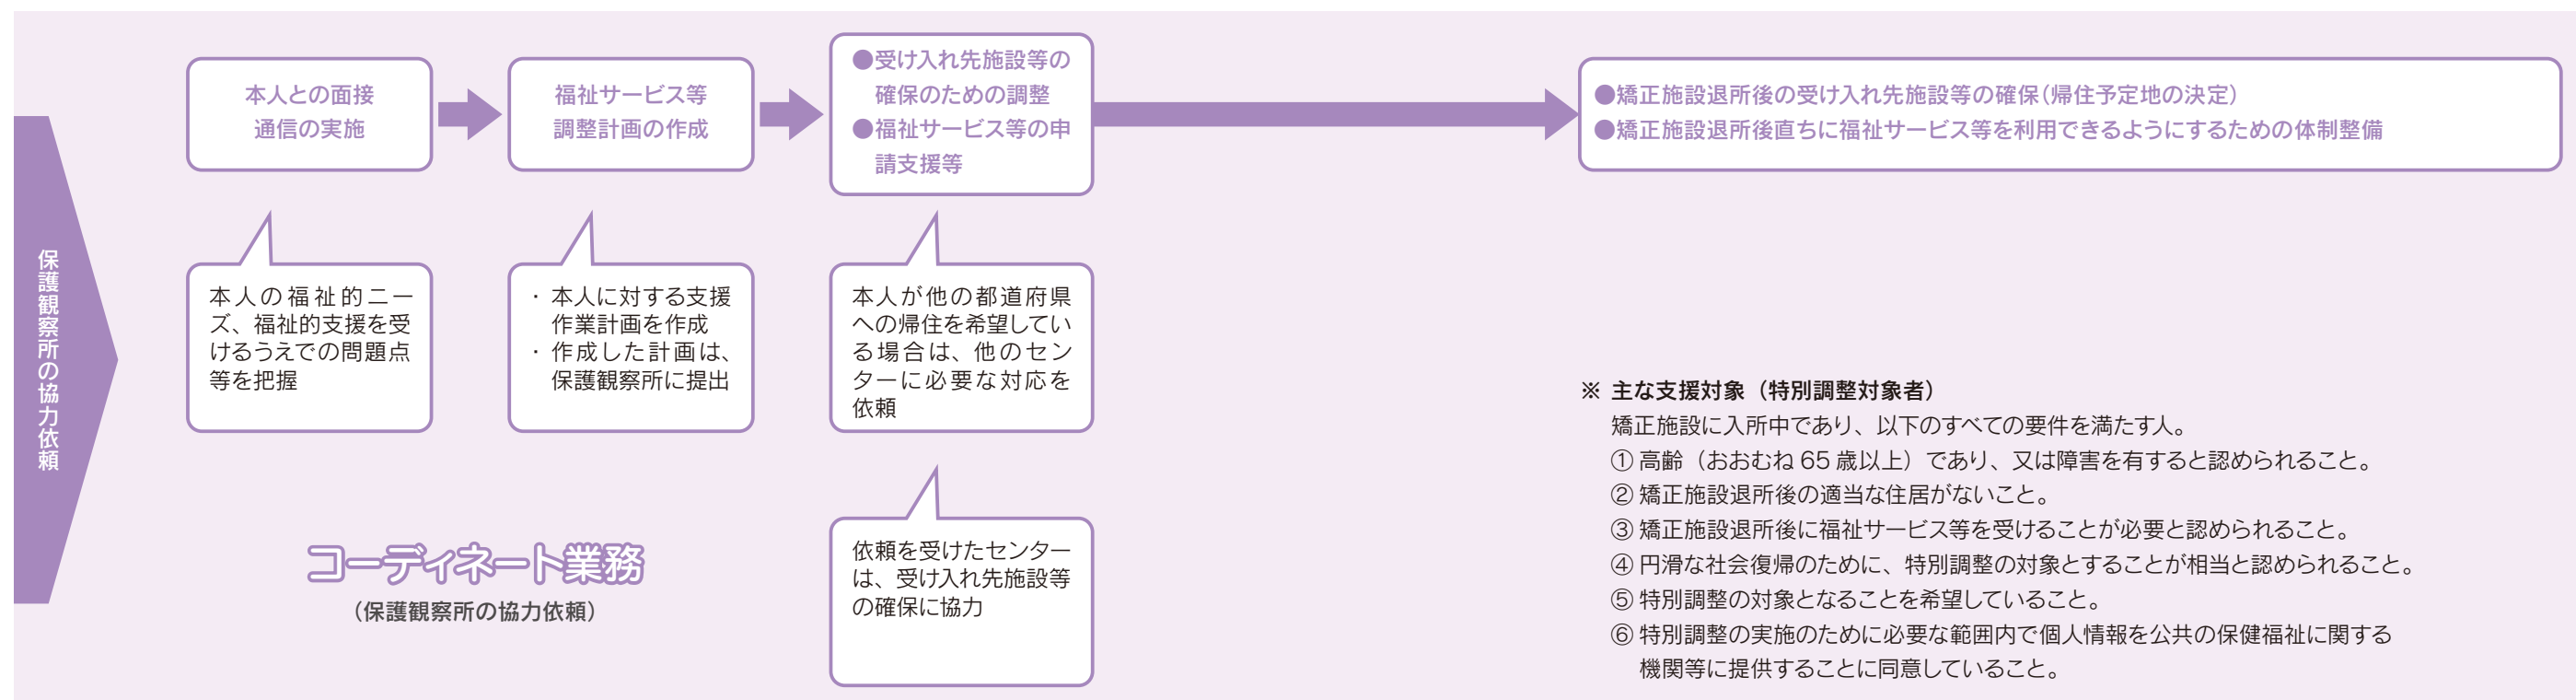 保護観察所の協力依頼
本人との面接
通信の実施
福祉サービス等
調整計画の作成
●受け入れ先施設等の
確保のための調整
●福祉サービス等の申
請支援等
●矯正施設退所後の受け入れ先施設等の確保（帰住予定地の決定）
●矯正施設退所後直ちに福祉サービス等を利用できるようにするための体制整備
本人の福祉的ニー
ズ、福祉的支援を受
けるうえでの問題点
等を把握
・本人に対する支援
作業計画を作成
・作成した計画は、
保護観察所に提出
本人が他の都道府県
への帰住を希望してい
る場合は、他のセン
ターに必要な対応を
依頼
依頼を受けたセンター
は、受け入れ先施設等
の確保に協力
コーディネート業務
（保護観察所の協力依頼）
※ 主な支援対象（特別調整対象者）
矯正施設に入所中であり、以下のすべての要件を満たす人。
① 高齢（おおむね 65 歳以上）であり、又は障害を有すると認められること。
② 矯正施設退所後の適当な住居がないこと。
③ 矯正施設退所後に福祉サービス等を受けることが必要と認められること。
④ 円滑な社会復帰のために、特別調整の対象とすることが相当と認められること。
⑤ 特別調整の対象となることを希望していること。
⑥ 特別調整の実施のために必要な範囲内で個人情報を公共の保健福祉に関する
機関等に提供することに同意していること。